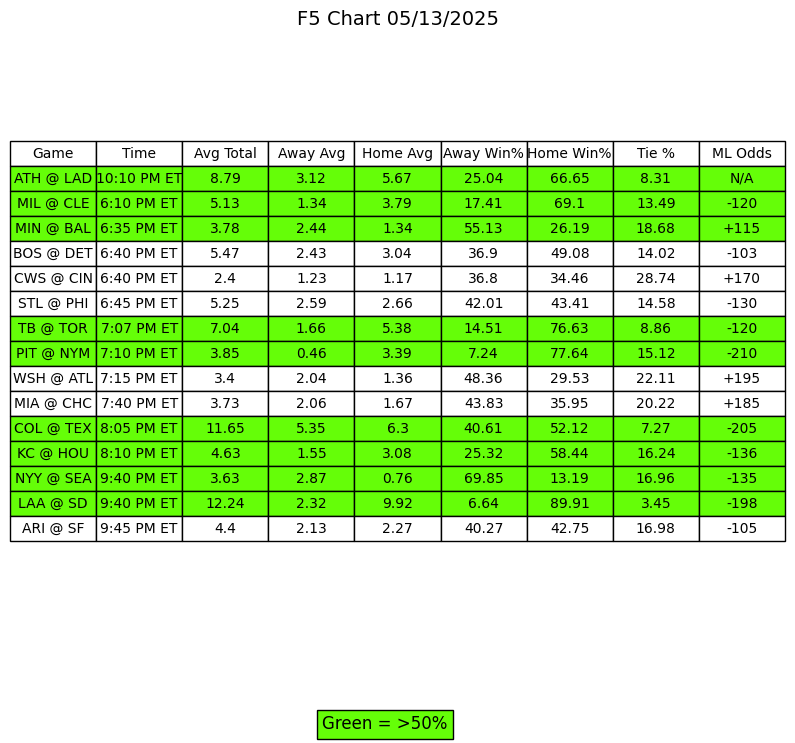 F5 Chart 05/13/2025
Game Time Avg Total Away Avg Home Avg Away Win% Home Win% Tie % ML Odds
ATH @ LAD 10:10 PM ET 8.79 3.12 5.67 25.04 66.65 8.31 N/A
MIL @ CLE 6:10 PM ET 5.13 1.34 3.79 17.41 69.1 13.49 -120
MIN @ BAL 6:35 PM ET 3.78 2.44 1.34 55.13 26.19 18.68 +115
BOS @ DET 6:40 PM ET 5.47 2.43 3.04 36.9 49.08 14.02 -103
CWS @ CIN 6:40 PM ET 2.4 1.23 1.17 36.8 34.46 28.74 +170
STL @ PHI 6:45 PM ET 5.25 2.59 2.66 42.01 43.41 14.58 -130
TB @ TOR 7:07 PM ET 7.04 1.66 5.38 14.51 76.63 8.86 -120
PIT @ NYM 7:10 PM ET 3.85 0.46 3.39 7.24 77.64 15.12 -210
WSH @ ATL 7:15 PM ET 3.4 2.04 1.36 48.36 29.53 22.11 +195
MIA @ CHC 7:40 PM ET 3.73 2.06 1.67 43.83 35.95 20.22 +185
COL @ TEX 8:05 PM ET 11.65 5.35 6.3 40.61 52.12 7.27 -205
KC @ HOU 8:10 PM ET 4.63 1.55 3.08 25.32 58.44 16.24 -136
NYY @ SEA 9:40 PM ET 3.63 2.87 0.76 69.85 13.19 16.96 -135
LAA @ SD 9:40 PM ET 12.24 2.32 9.92 6.64 89.91 3.45 -198
ARI @ SF 9:45 PM ET 4.4 2.13 2.27 40.27 42.75 16.98 -105
Green = >50%